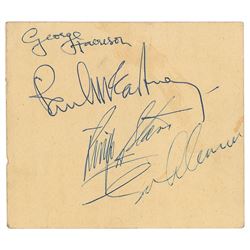 George
Harrison
Paul McCartney
Ringo Starr
John Lennon